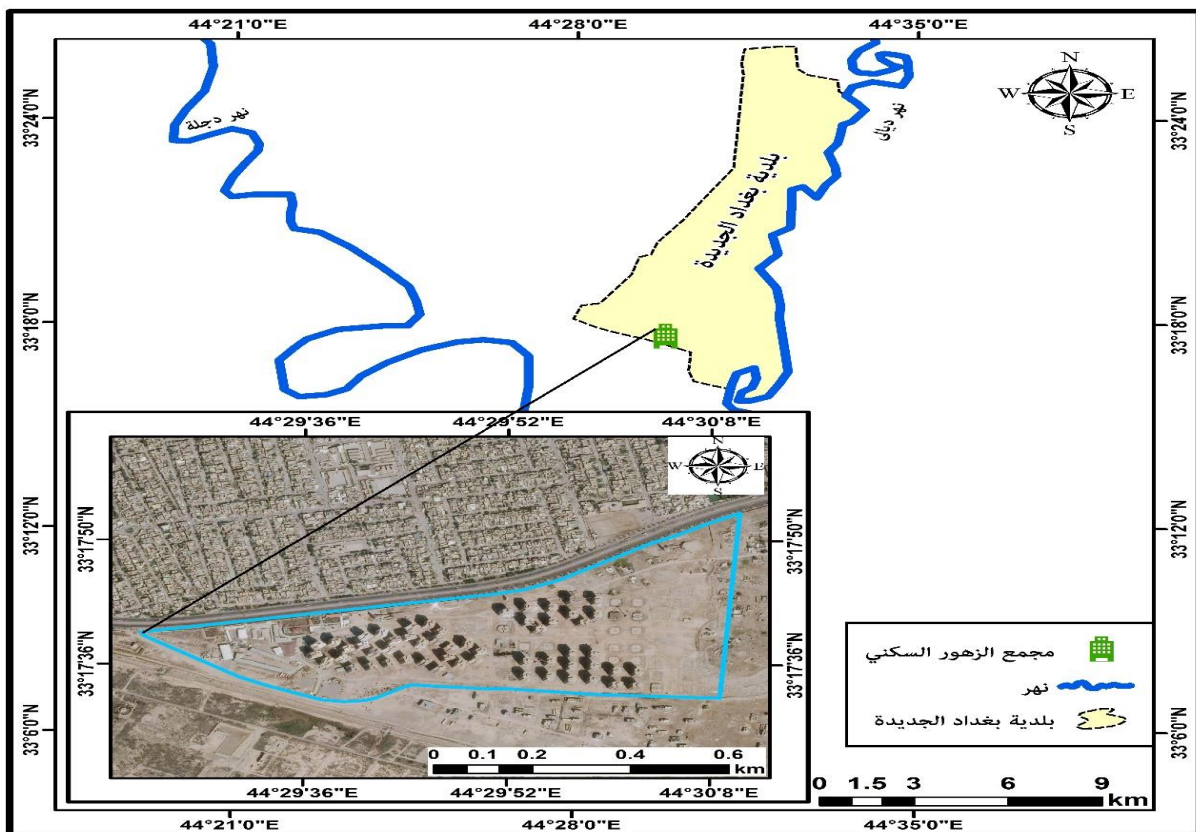 44°21'0"E 44°28'0"E 44°35'0"E
N
W E
S
33°24'0"N 33°24'0"N
نهر دجلة
نهر ديالى
بلدية بغداد الجديدة
33°18'0"N 33°18'0"N
44°29'36"E 44°29'52"E 44°30'8"E
N
W E
S
33°12'0"N 33°12'0"N
33°17'50"N 33°17'50"N
33°17'36"N 33°17'36"N
مجمع الزهور السكني
نهر
بلدية بغداد الجديدة
33°6'0"N 33°6'0"N
0 0.1 0.2 0.4 0.6
km
44°29'36"E 44°29'52"E 44°30'8"E
0 1.5 3 6 9
km
44°21'0"E 44°28'0"E 44°35'0"E